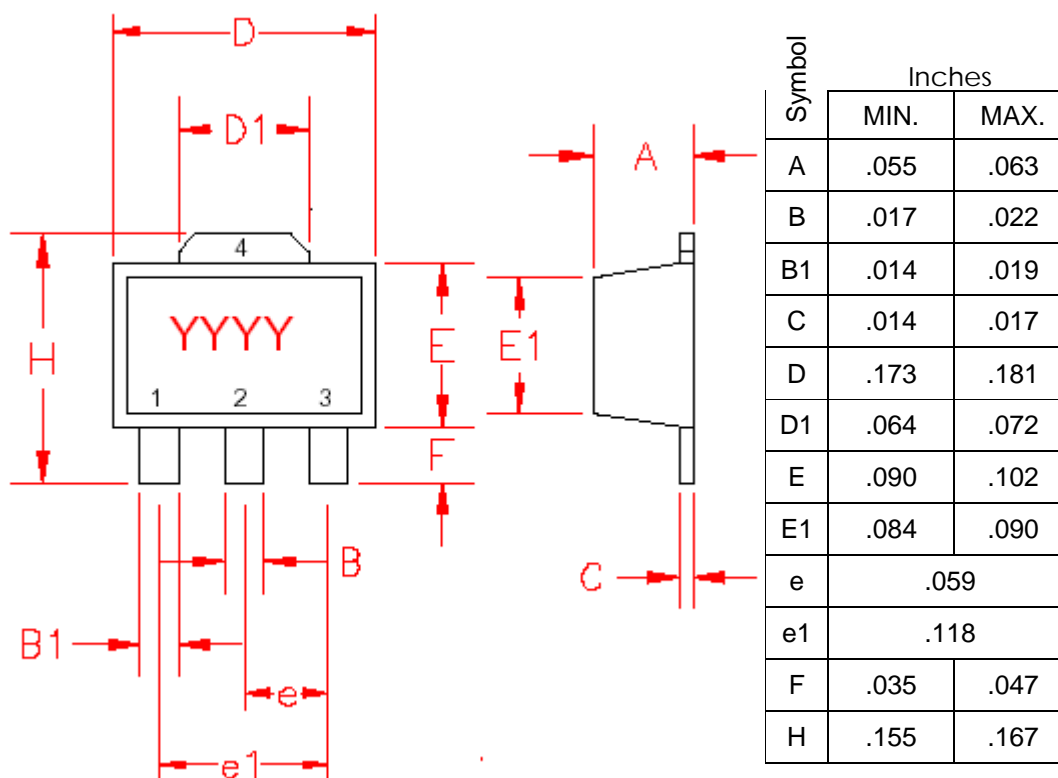 D
D1
A
4
H
YYYY
E
E1
1 2 3
F
B
C
B1
e
e1
Symbol
Inches
MIN. MAX.
A .055 .063
B .017 .022
B1 .014 .019
C .014 .017
D .173 .181
D1 .064 .072
E .090 .102
E1 .084 .090
e .059
e1 .118
F .035 .047
H .155 .167